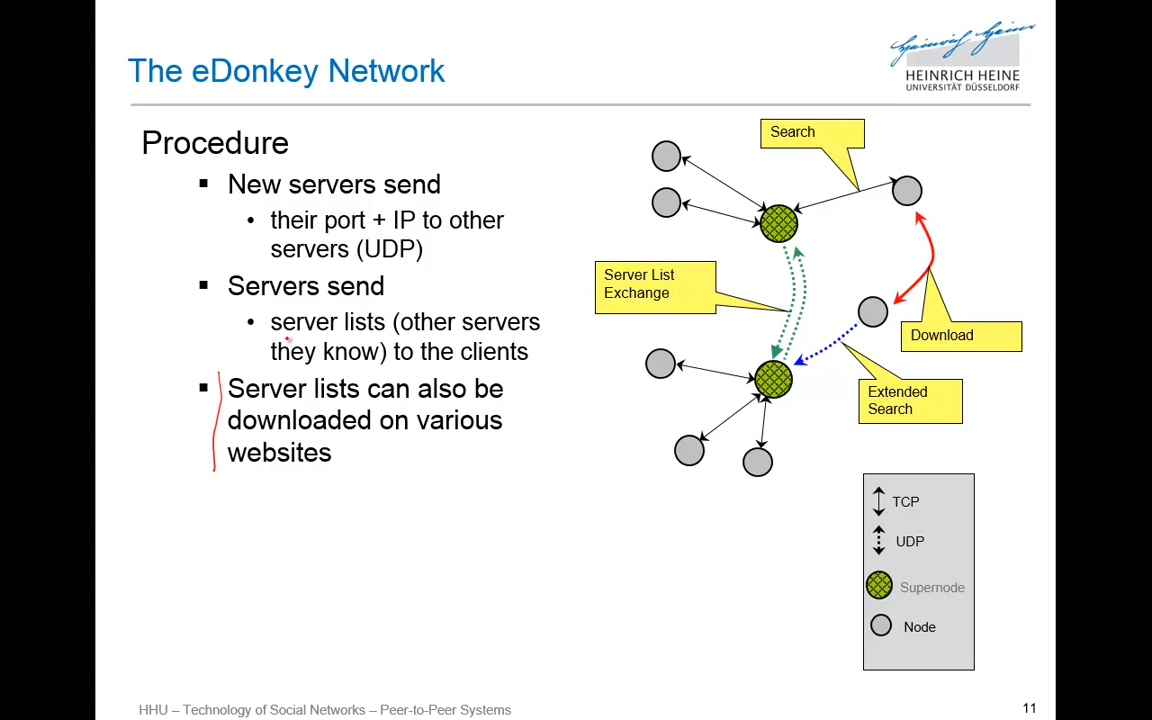 Heinrich Heine
HEINRICH HEINE
UNIVERSITÄT DÜSSELDORF
The eDonkey Network
Procedure
▪ New servers send
• their port + IP to other
servers (UDP)
▪ Servers send
• server lists (other servers
they know) to the clients
▪ Server lists can also be
downloaded on various
websites
Search
Server List
Exchange
Download
Extended
Search
TCP
UDP
Supernode
Node
HHU – Technology of Social Networks – Peer-to-Peer Systems
11